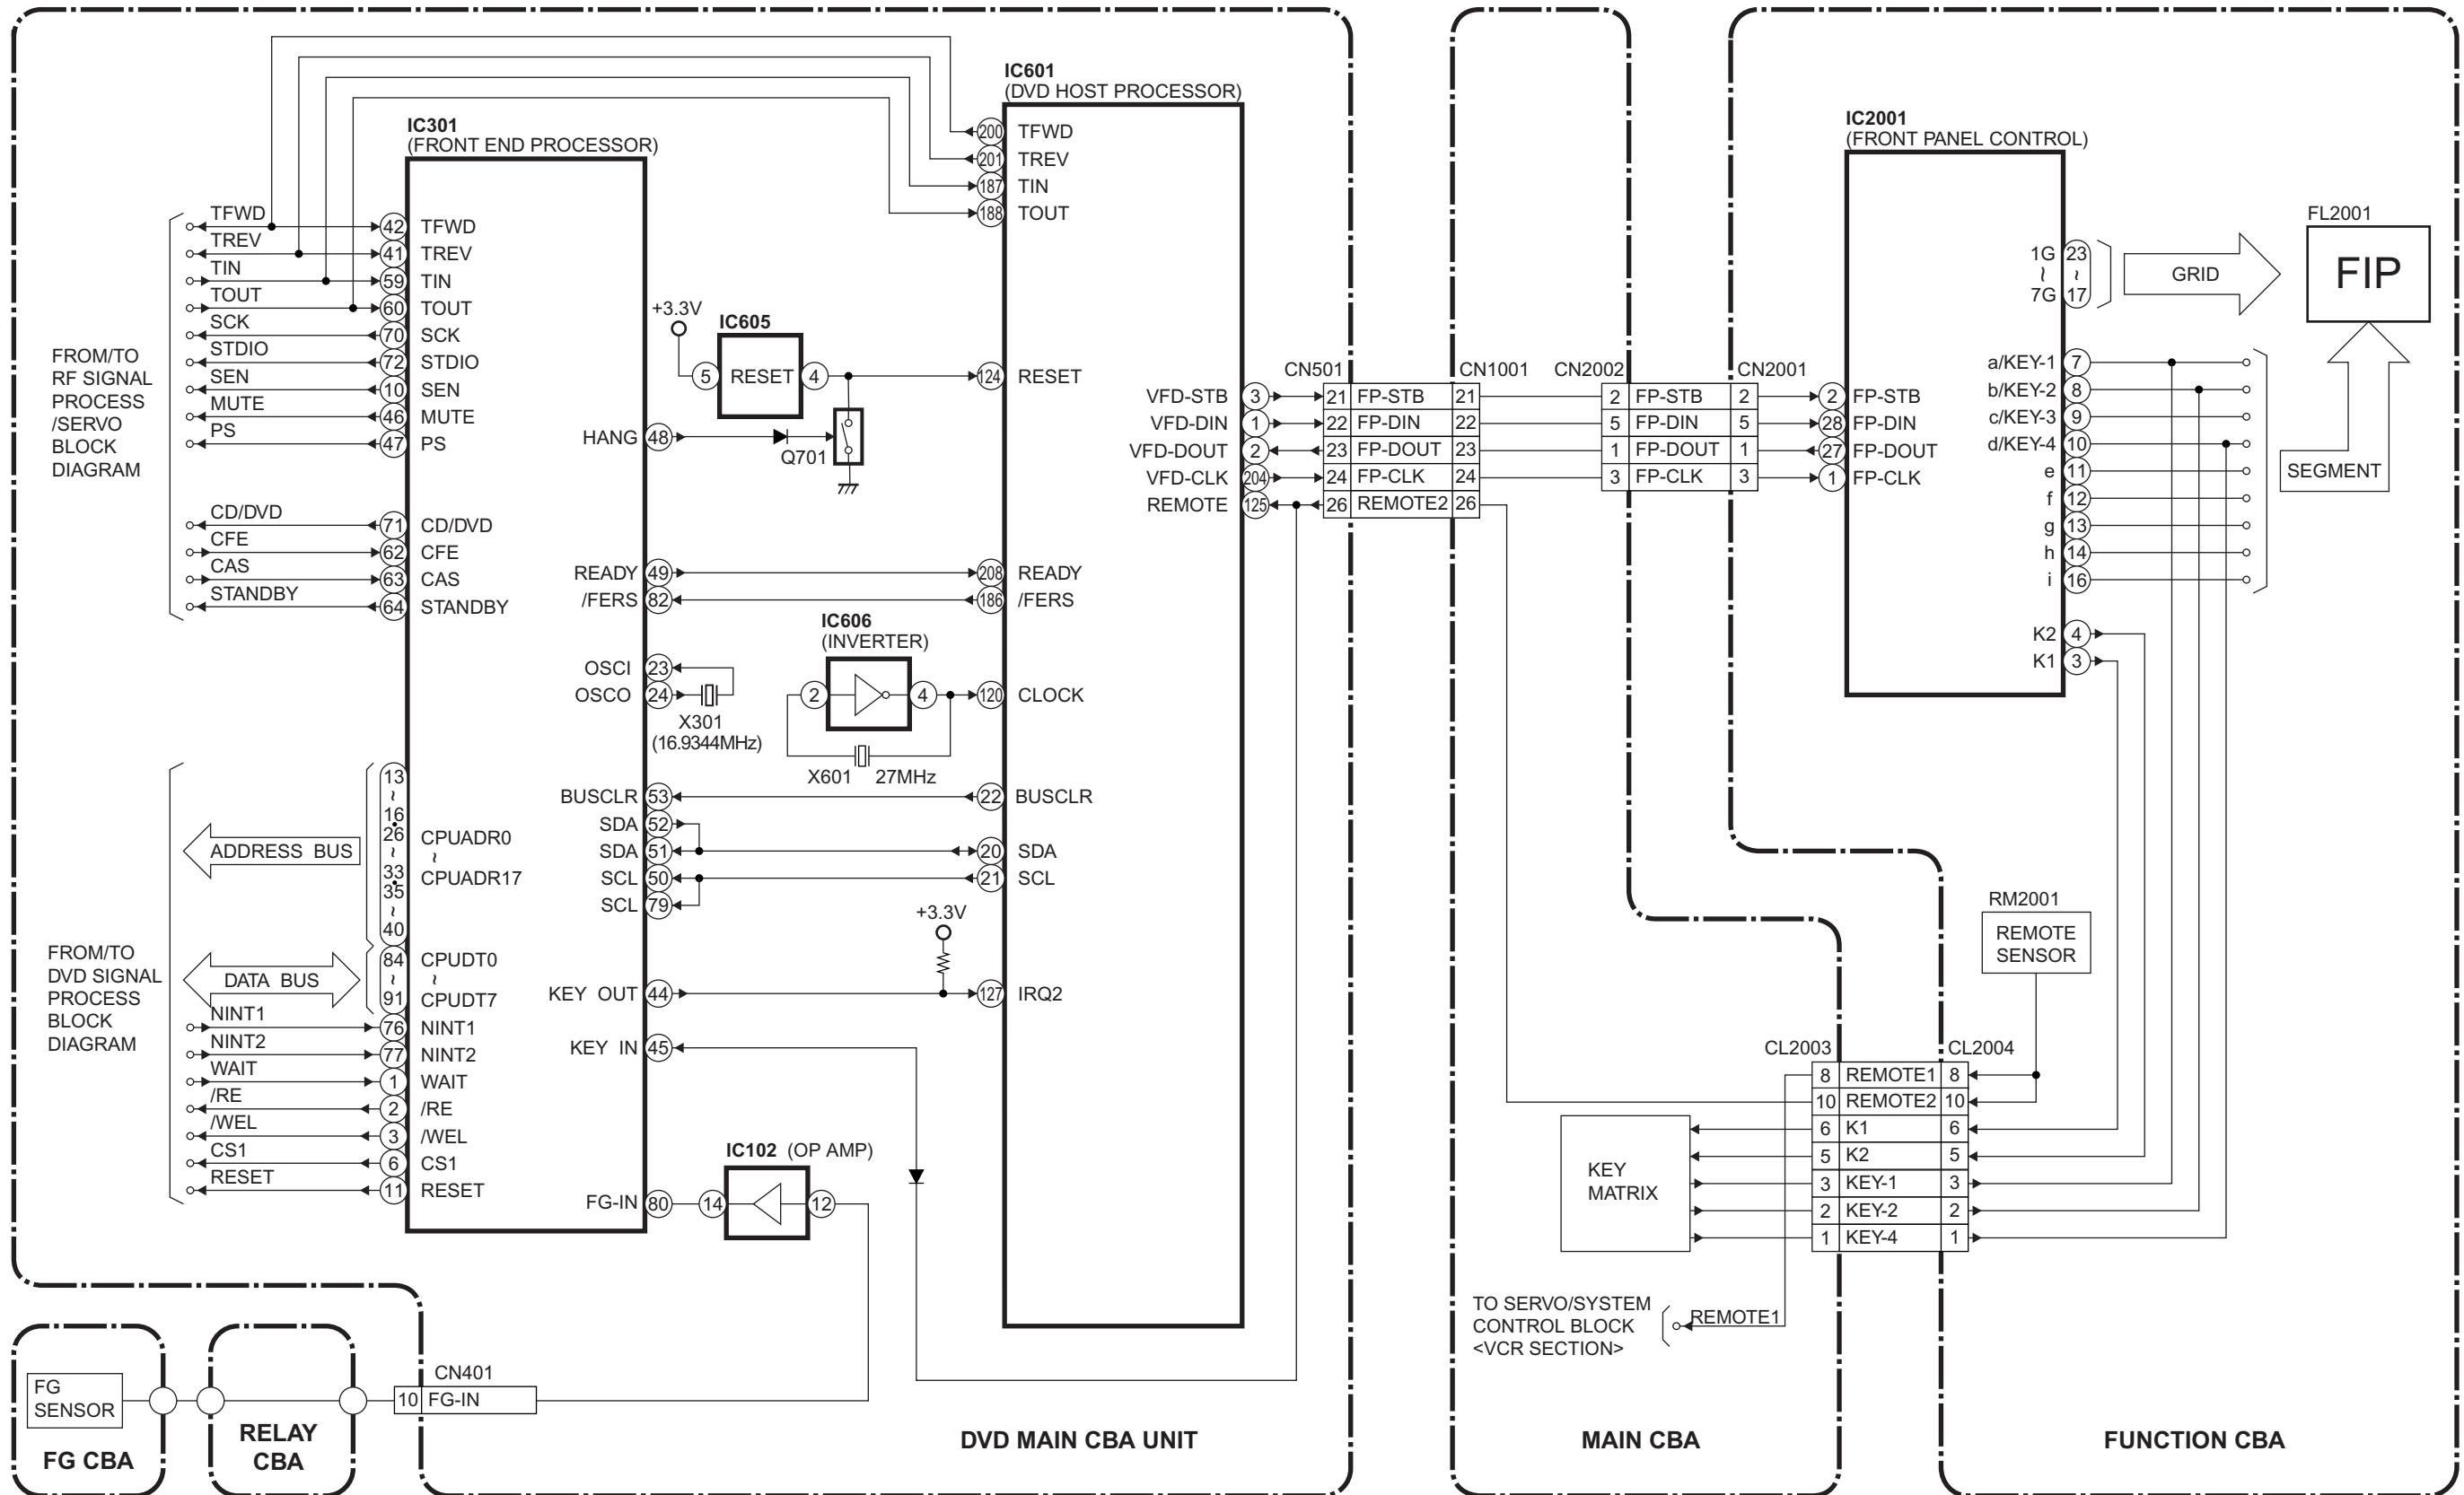 IC601
(DVD HOST PROCESSOR)
200 TFWD
201 TREV
187 TIN
188 TOUT
124 RESET
208 READY
186 /FERS
120 CLOCK
22 BUSCLR
20 SDA
21 SCL
127 IRQ2
VFD-STB 3
VFD-DIN 1
VFD-DOUT 2
VFD-CLK 204
REMOTE 125
IC301
(FRONT END PROCESSOR)
FROM/TO
RF SIGNAL
PROCESS
/SERVO
BLOCK
DIAGRAM
TFWD 42 TFWD
TREV 41 TREV
TIN 59 TIN
TOUT 60 TOUT
SCK 70 SCK
STDIO 72 STDIO
SEN 10 SEN
MUTE 46 MUTE
PS 47 PS
CD/DVD 71 CD/DVD
CFE 62 CFE
CAS 63 CAS
STANDBY 64 STANDBY
FROM/TO
DVD SIGNAL
PROCESS
BLOCK
DIAGRAM
ADDRESS BUS
13
~
16
26
~
33
35
~
40
CPUADR0
~
CPUADR17
DATA BUS
84 CPUDT0
~ ~
91 CPUDT7
NINT1 76 NINT1
NINT2 77 NINT2
WAIT 1 WAIT
/RE 2 /RE
/WEL 3 /WEL
CS1 6 CS1
RESET 11 RESET
HANG 48
READY 49
/FERS 82
OSCI 23
OSCO 24
X301
(16.9344MHz)
BUSCLR 53
SDA 52
SDA 51
SCL 50
SCL 79
KEY OUT 44
KEY IN 45
FG-IN 80
+3.3V
IC605
5 RESET 4
Q701
IC606
(INVERTER)
2 4
X601 27MHz
+3.3V
IC102 (OP AMP)
14 12
FG
SENSOR
FG CBA
RELAY
CBA
CN401
10 FG-IN
DVD MAIN CBA UNIT
CN501 CN1001
21 FP-STB 21
22 FP-DIN 22
23 FP-DOUT 23
24 FP-CLK 24
26 REMOTE2 26
CN2002 CN2001
2 FP-STB 2
5 FP-DIN 5
1 FP-DOUT 1
3 FP-CLK 3
IC2001
(FRONT PANEL CONTROL)
2 FP-STB
28 FP-DIN
27 FP-DOUT
1 FP-CLK
1G 23
~ ~
7G 17
GRID
FL2001
FIP
SEGMENT
a/KEY-1 7
b/KEY-2 8
c/KEY-3 9
d/KEY-4 10
e 11
f 12
g 13
h 14
i 16
K2 4
K1 3
RM2001
REMOTE
SENSOR
CL2003 CL2004
8 REMOTE1 8
10 REMOTE2 10
6 K1 6
5 K2 5
3 KEY-1 3
2 KEY-2 2
1 KEY-4 1
KEY
MATRIX
TO SERVO/SYSTEM
CONTROL BLOCK
<VCR SECTION>
REMOTE1
MAIN CBA
FUNCTION CBA